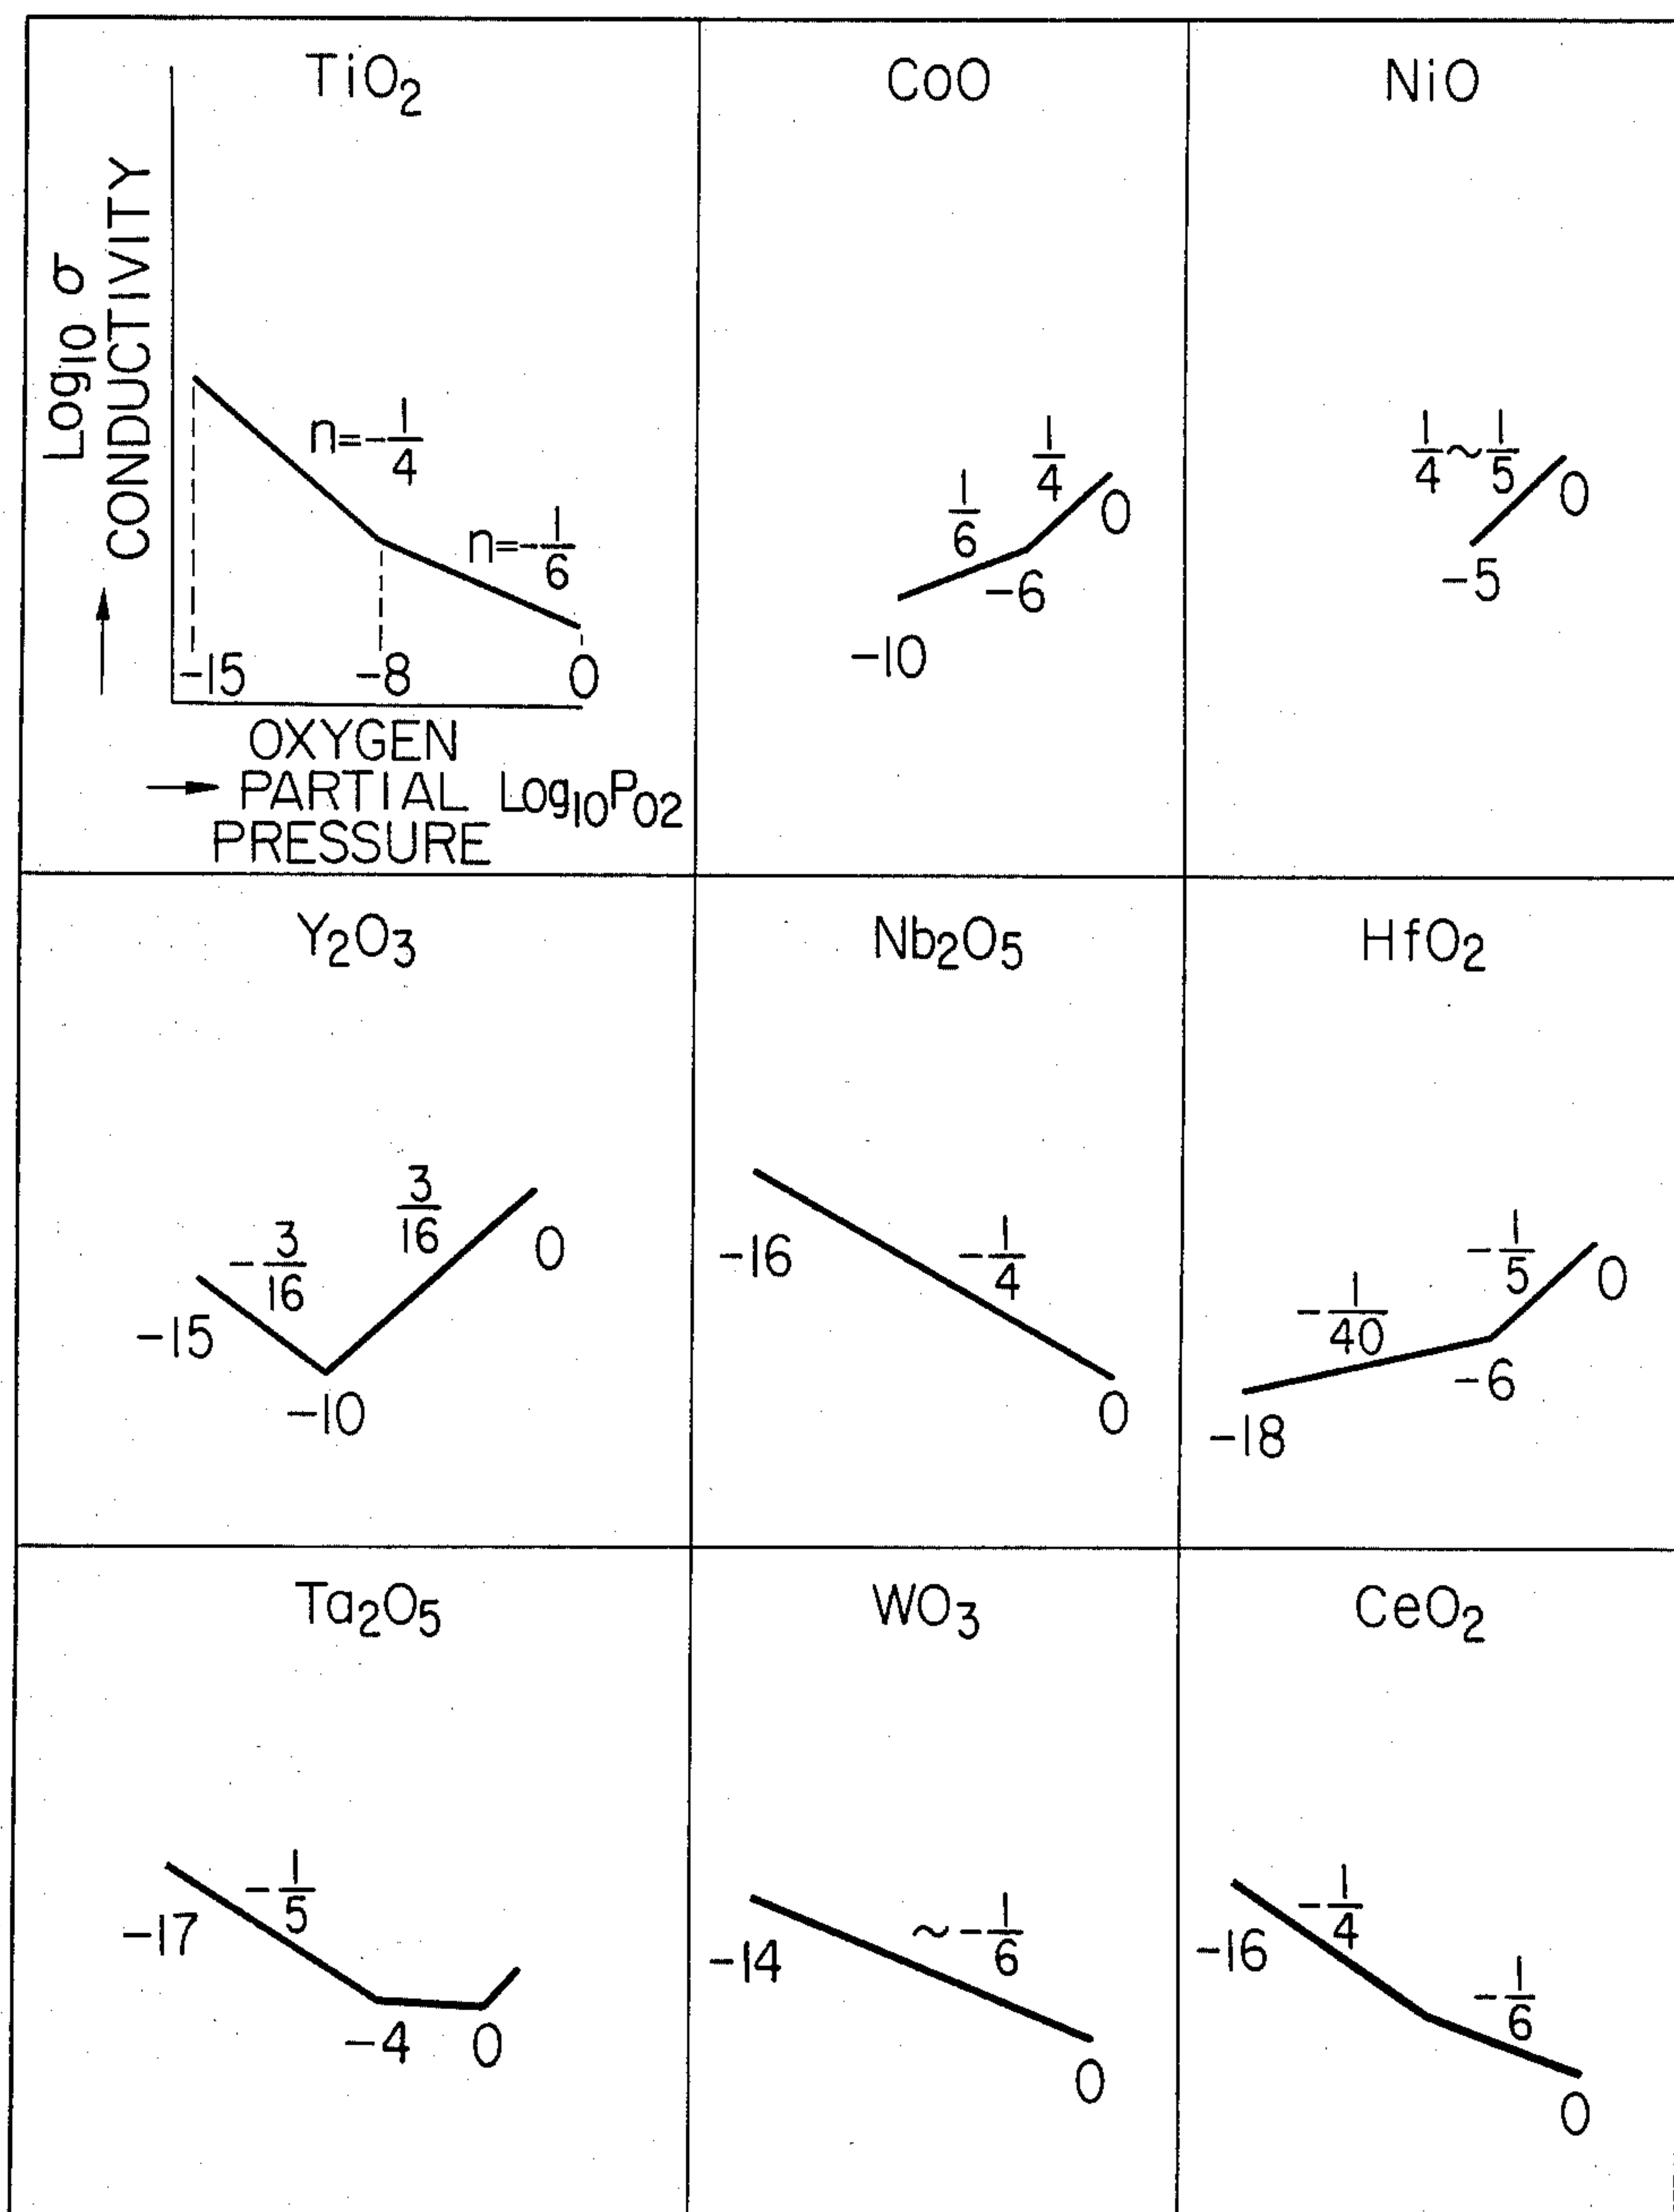 TiO₂
Log₁₀ σ
CONDUCTIVITY
n=-1/4
n=-1/6
-15
-8
0
OXYGEN
PARTIAL Log₁₀P₀₂
PRESSURE
CoO
1/4
1/6
0
-6
-10
NiO
1/4~1/5
0
-5
Y₂O₃
3/16
-3/16
0
-15
-10
Nb₂O₅
-16
-1/4
0
HfO₂
-1/5
-1/40
0
-6
-18
Ta₂O₅
-1/5
-17
-4
0
WO₃
~-1/6
-14
0
CeO₂
-1/4
-16
-1/6
0